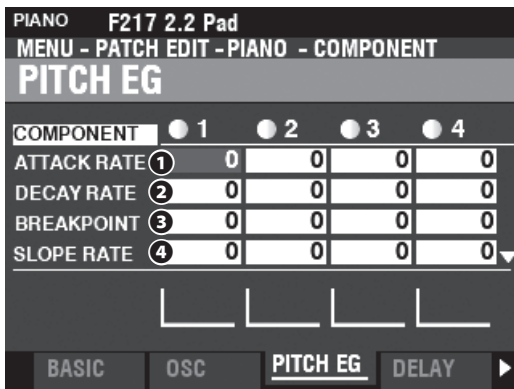 PIANO F217 2.2 Pad
MENU - PATCH EDIT -PIANO - COMPONENT
PITCH EG
COMPONENT 1 2 3 4
ATTACK RATE 1 0 0 0 0
DECAY RATE 2 0 0 0 0
BREAKPOINT 3 0 0 0 0
SLOPE RATE 4 0 0 0 0
BASIC OSC PITCH EG DELAY